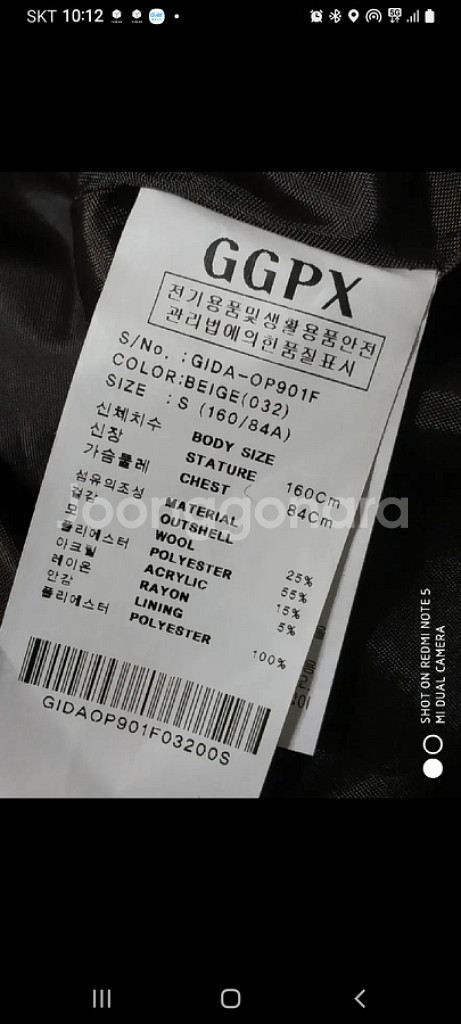 SKT 10:12
5G
GGPX
전기용품및생활용품안전
관리법에의힌품질표시
S/No. :GIDA-OP901F
COLOR:BEIGE(032)
SIZE :S (160/84A)
신체치수 BODY SIZE
신장 STATURE 160Cm
가슴둘레 CHEST 84Cm
섬유의조성 MATERIAL
겉감 OUTSHELL
모 WOOL 25%
폴리에스터 POLYESTER 55%
아크릴 ACRYLIC 15%
레이온 RAYON 5%
안감 LINING
폴리에스터 POLYESTER 100%
GIDAOP901F03200S
joonggonara
SHOT ON REDMI NOTE 5
MI DUAL CAMERA